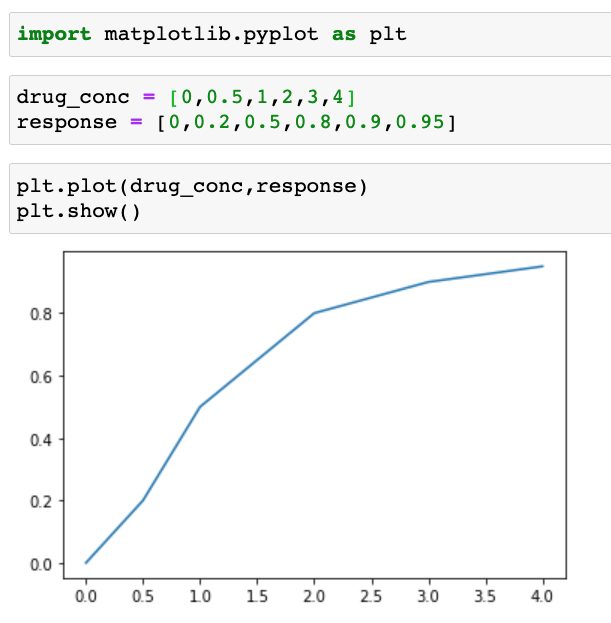 import matplotlib.pyplot as plt
drug_conc = [0,0.5,1,2,3,4]
response = [0,0.2,0.5,0.8,0.9,0.95]
plt.plot(drug_conc,response)
plt.show()
0.8
0.6
0.4
0.2
0.0
0.0 0.5 1.0 1.5 2.0 2.5 3.0 3.5 4.0